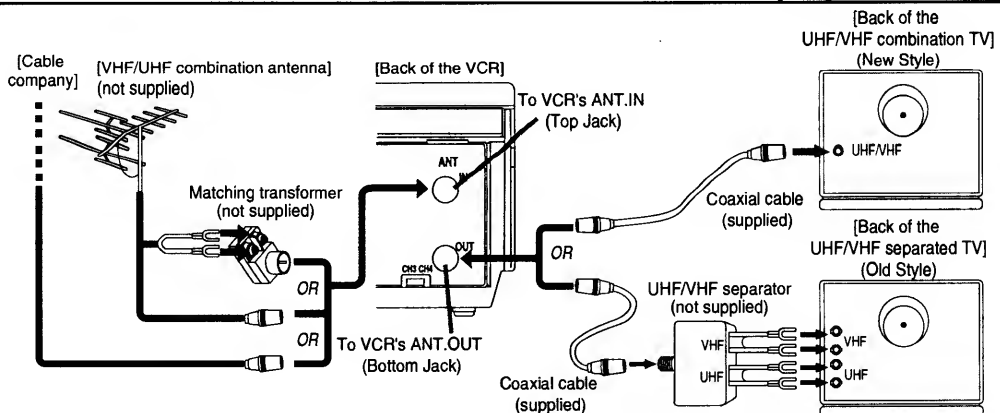 [Cable
company]
[VHF/UHF combination antenna]
(not supplied)
Matching transformer
(not supplied)
OR
OR
[Back of the VCR]
To VCR's ANT.IN
(Top Jack)
ANT
IN
OUT
CH3 CH4
To VCR's ANT.OUT
(Bottom Jack)
OR
[Back of the
UHF/VHF combination TV]
(New Style)
UHF/VHF
Coaxial cable
(supplied)
[Back of the
UHF/VHF separated TV]
(Old Style)
UHF/VHF separator
(not supplied)
VHF
UHF
VHF
UHF
Coaxial cable
(supplied)